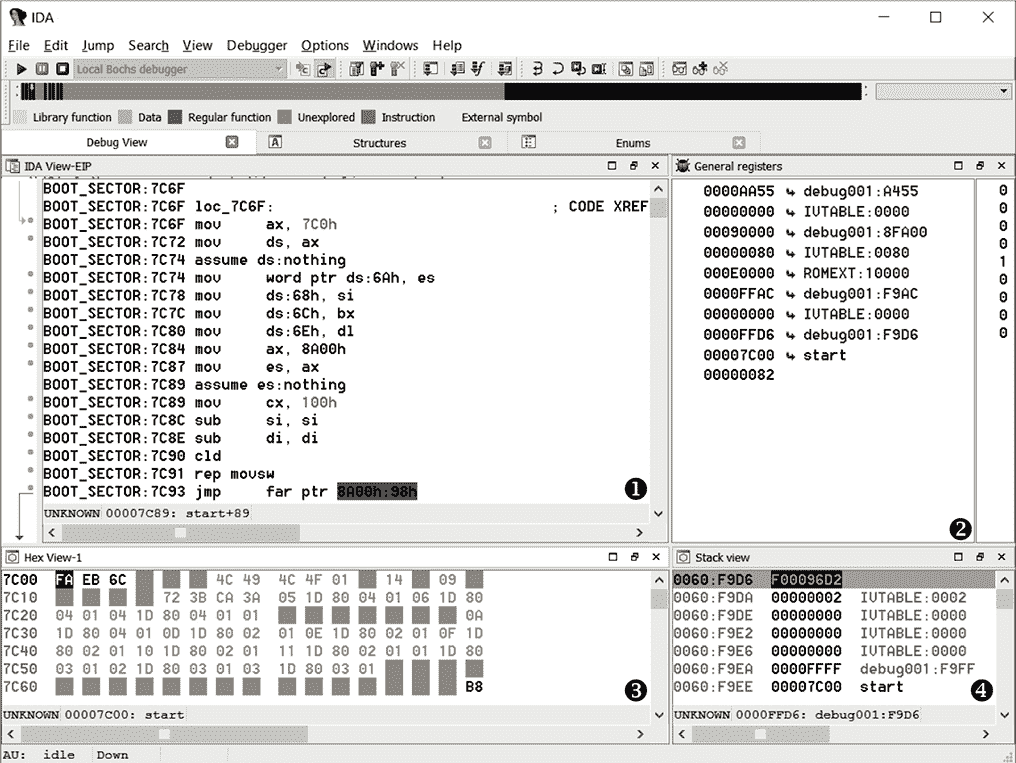 IDA
File Edit Jump Search View Debugger Options Windows Help
Local Bochs debugger
Library function Data Regular function Unexplored Instruction External symbol
Debug View Structures Enums
IDA View-EIP
BOOT_SECTOR:7C6F
BOOT_SECTOR:7C6F loc_7C6F: ; CODE XREF
BOOT_SECTOR:7C6F mov ax, 7C0h
BOOT_SECTOR:7C72 mov ds, ax
BOOT_SECTOR:7C74 assume ds:nothing
BOOT_SECTOR:7C74 mov word ptr ds:6Ah, es
BOOT_SECTOR:7C78 mov ds:68h, si
BOOT_SECTOR:7C7C mov ds:6Ch, bx
BOOT_SECTOR:7C80 mov ds:6Eh, dl
BOOT_SECTOR:7C84 mov ax, 8A00h
BOOT_SECTOR:7C87 mov es, ax
BOOT_SECTOR:7C89 assume es:nothing
BOOT_SECTOR:7C89 mov cx, 100h
BOOT_SECTOR:7C8C sub si, si
BOOT_SECTOR:7C8E sub di, di
BOOT_SECTOR:7C90 cld
BOOT_SECTOR:7C91 rep movsw
BOOT_SECTOR:7C93 jmp far ptr 8A00h:98h
❶
UNKNOWN 00007C89: start+89
General registers
0000AA55 ↳ debug001:A455
00000000 ↳ IVTABLE:0000
00090000 ↳ debug001:8FA00
00000080 ↳ IVTABLE:0080
000E0000 ↳ ROMEXT:10000
0000FFAC ↳ debug001:F9AC
00000000 ↳ IVTABLE:0000
0000FFD6 ↳ debug001:F9D6
00007C00 ↳ start
00000082
0
0
0
0
1
0
0
0
0
❷
Hex View-1
7C00 FA EB 6C 4C 49 4C 4F 01 14 09
7C10 72 3B CA 3A 05 1D 80 04 01 06 1D 80
7C20 04 01 04 1D 80 04 01 01 0A
7C30 1D 80 04 01 0D 1D 80 02 01 0E 1D 80 02 01 0F 1D
7C40 80 02 01 10 1D 80 02 01 11 1D 80 02 01 01 1D 80
7C50 03 01 02 1D 80 03 01 03 1D 80 03 01
7C60 B8
❸
UNKNOWN 00007C00: start
Stack view
0060:F9D6 F00096D2
0060:F9DA 00000002 IVTABLE:0002
0060:F9DE 00000000 IVTABLE:0000
0060:F9E2 00000000 IVTABLE:0000
0060:F9E6 00000000 IVTABLE:0000
0060:F9EA 0000FFFF debug001:F9FF
0060:F9EE 00007C00 start
❹
UNKNOWN 0000FFD6: debug001:F9D6
AU: idle Down